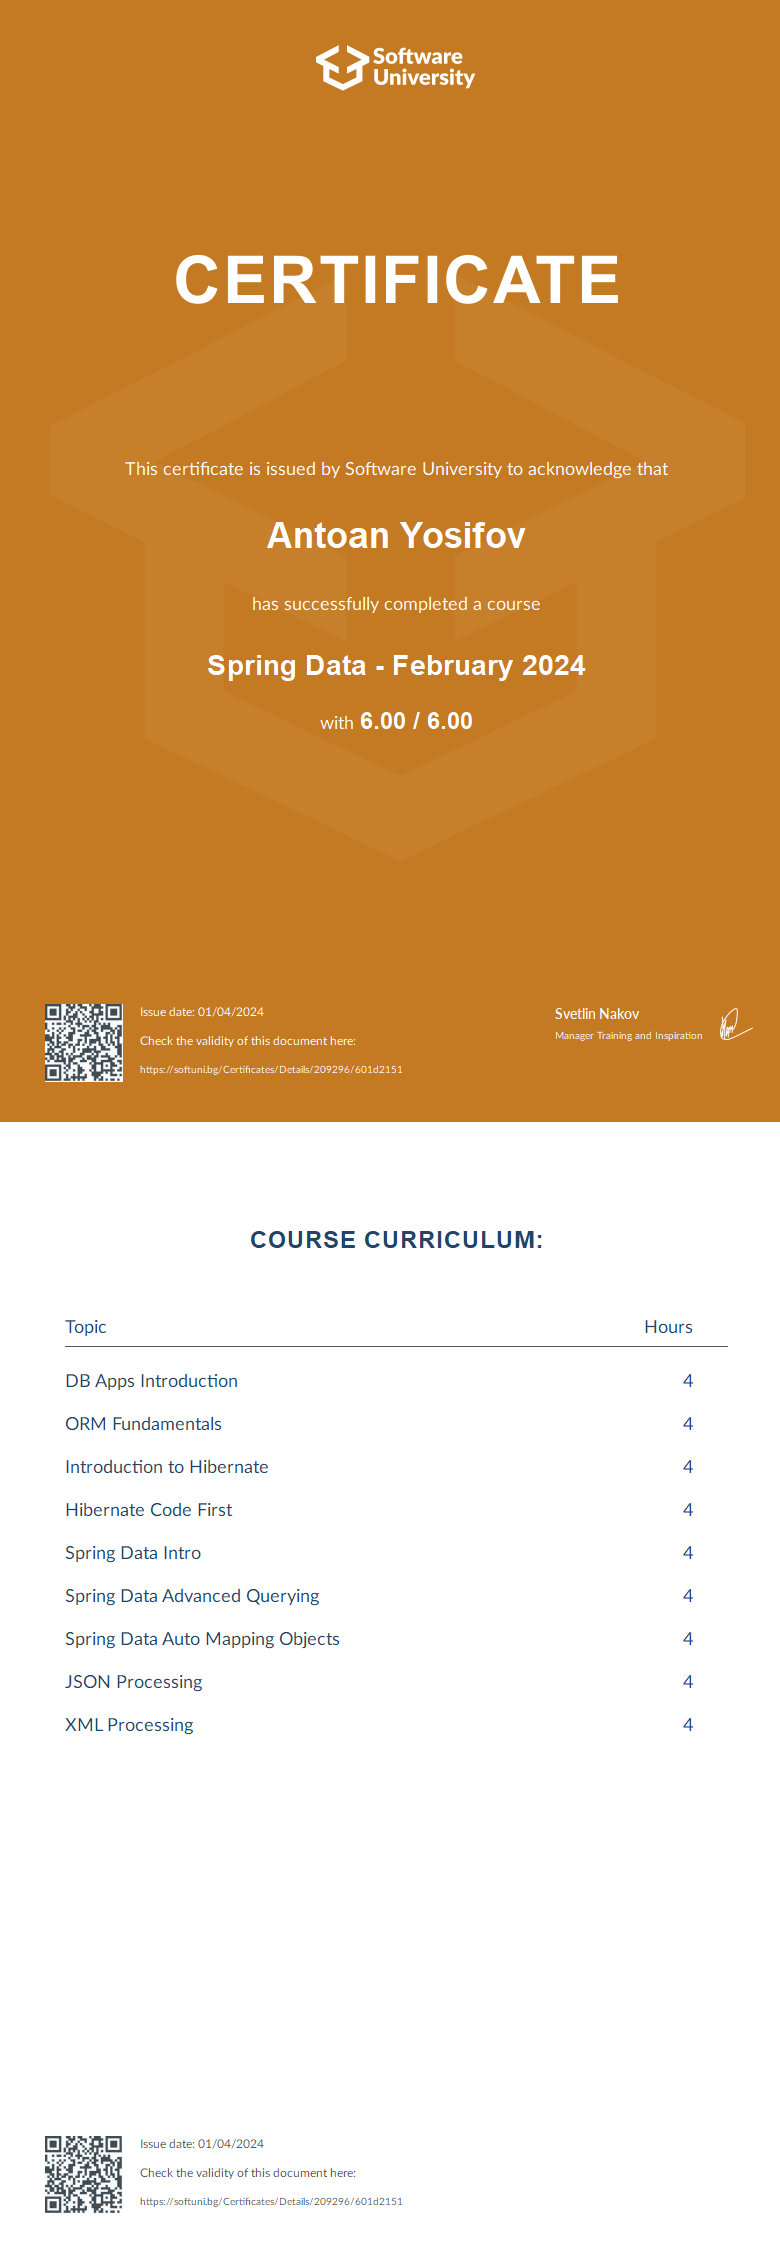 Software
University
CERTIFICATE
This certificate is issued by Software University to acknowledge that
Antoan Yosifov
has successfully completed a course
Spring Data - February 2024
with 6.00 / 6.00
Issue date: 01/04/2024
Check the validity of this document here:
https://softuni.bg/Certificates/Details/209296/601d2151
Svetlin Nakov
Manager Training and Inspiration
COURSE CURRICULUM:
Topic Hours
DB Apps Introduction 4
ORM Fundamentals 4
Introduction to Hibernate 4
Hibernate Code First 4
Spring Data Intro 4
Spring Data Advanced Querying 4
Spring Data Auto Mapping Objects 4
JSON Processing 4
XML Processing 4
Issue date: 01/04/2024
Check the validity of this document here:
https://softuni.bg/Certificates/Details/209296/601d2151